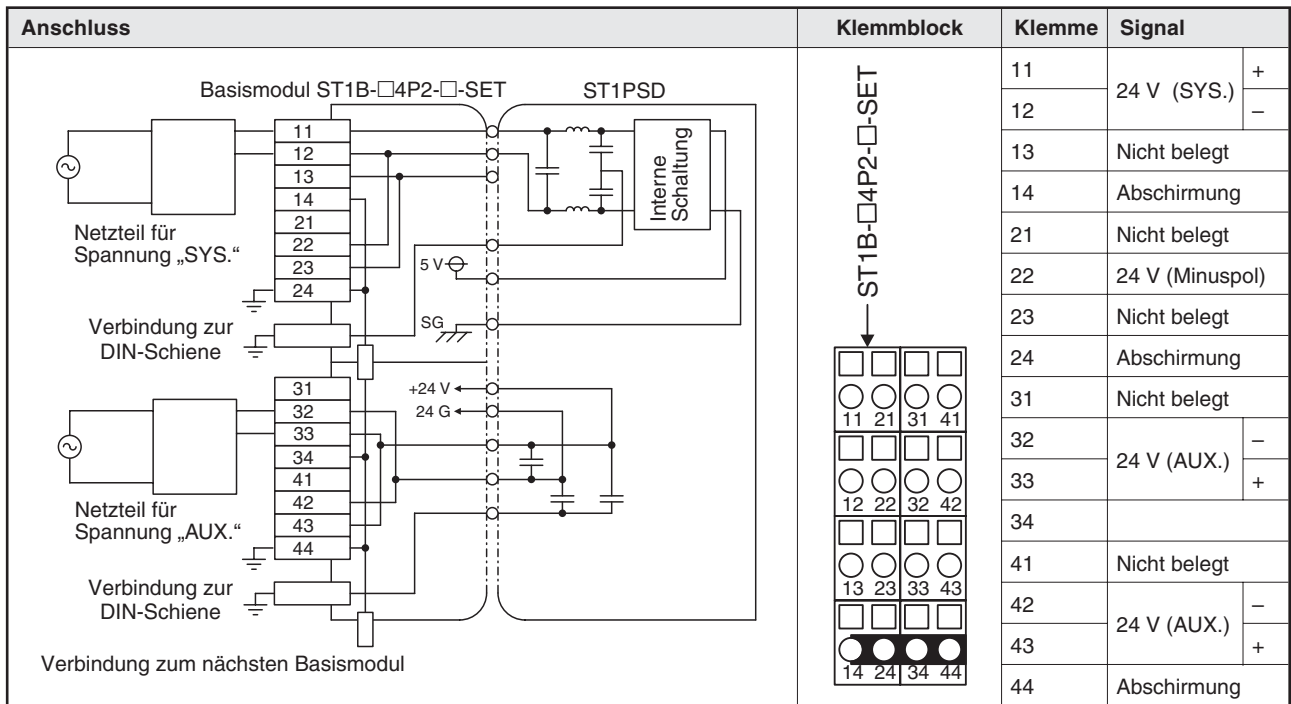 Anschluss
Klemmblock
Klemme
Signal
Basismodul ST1B-□4P2-□-SET
ST1PSD
11
12
13
14
21
22
23
24
Netzteil für
Spannung „SYS.“
Interne
Schaltung
5 V
SG
Verbindung zur
DIN-Schiene
31
32
33
34
41
42
43
44
+24 V
24 G
Netzteil für
Spannung „AUX.“
Verbindung zur
DIN-Schiene
Verbindung zum nächsten Basismodul
ST1B-□4P2-□-SET
11 21 31 41
12 22 32 42
13 23 33 43
14 24 34 44
11 24 V (SYS.) +
12 –
13 Nicht belegt
14 Abschirmung
21 Nicht belegt
22 24 V (Minuspol)
23 Nicht belegt
24 Abschirmung
31 Nicht belegt
32 24 V (AUX.) –
33 +
34
41 Nicht belegt
42 24 V (AUX.) –
43 +
44 Abschirmung